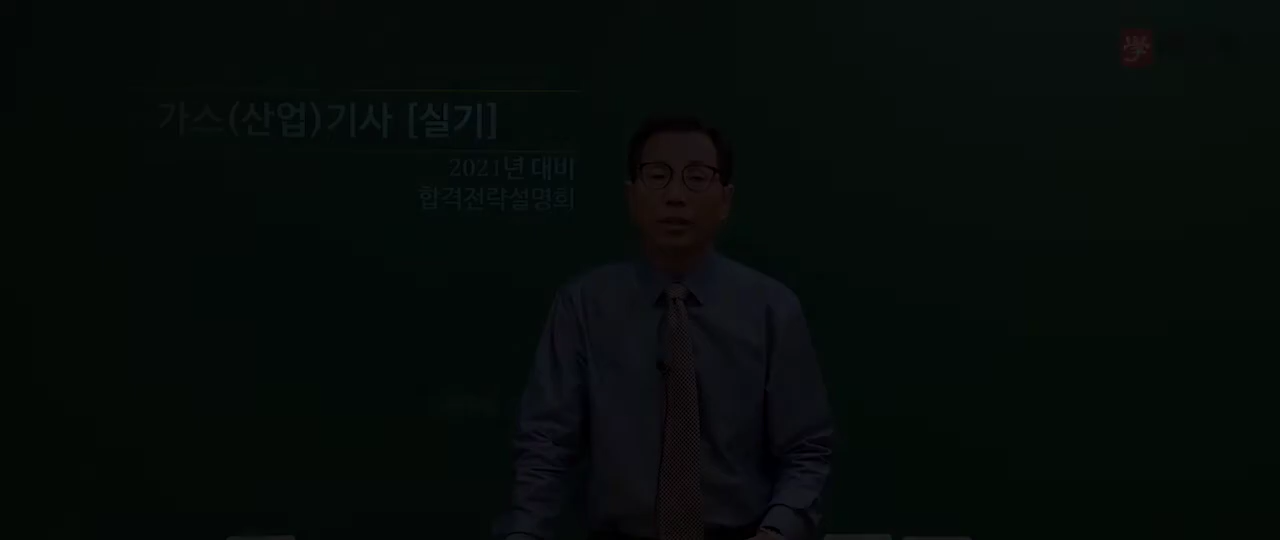 가스(산업)기사 [실기]
2021년 대비
합격전략설명회
學